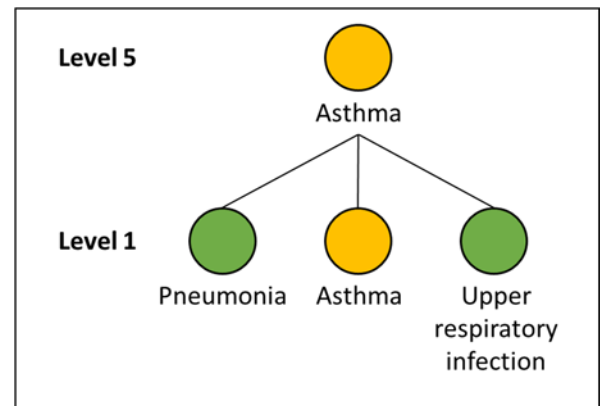 Level 5
Asthma
Level 1
Pneumonia
Asthma
Upper
respiratory
infection